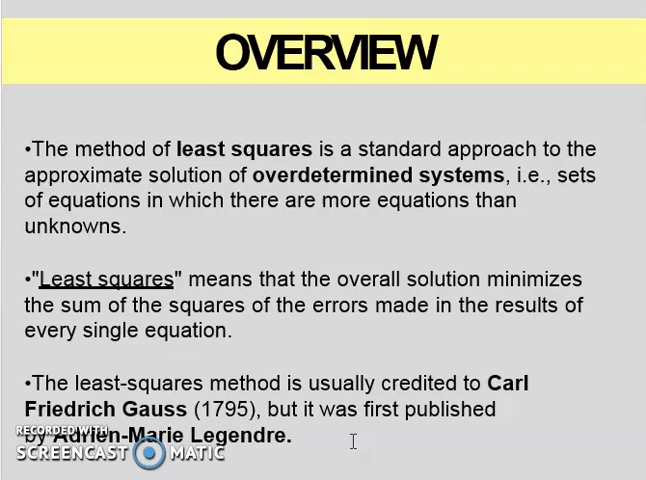 OVERVIEW
•The method of least squares is a standard approach to the
approximate solution of overdetermined systems, i.e., sets
of equations in which there are more equations than
unknowns.
•"Least squares" means that the overall solution minimizes
the sum of the squares of the errors made in the results of
every single equation.
•The least-squares method is usually credited to Carl
Friedrich Gauss (1795), but it was first published
by Adrien-Marie Legendre.
RECORDED WITH
SCREENCAST MATIC